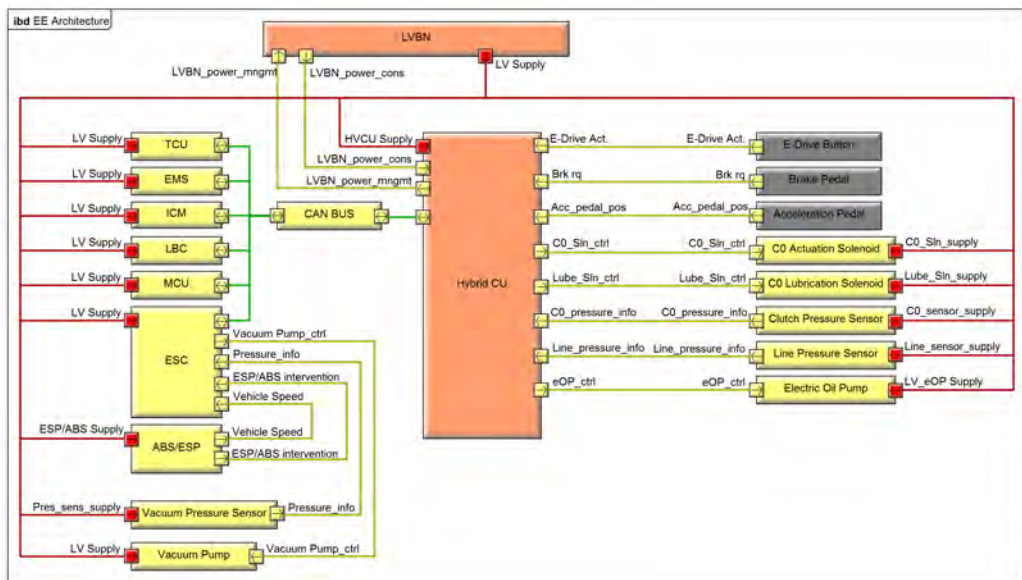 ibd EE Architecture
LVBN
LVBN_power_mngmt
LVBN_power_cons
LV Supply
LV Supply
TCU
HVCU Supply
E-Drive Act.
E-Drive Act.
E-Drive Button
LVBN_power_cons
LV Supply
EMS
LVBN_power_mngmt
Brk rq
Brk rq
Brake Pedal
LV Supply
ICM
CAN BUS
Acc_pedal_pos
Acc_pedal_pos
Acceleration Pedal
LV Supply
LBC
C0_Sln_ctrl
C0_Sln_ctrl
C0 Actuation Solenoid
C0_Sln_supply
LV Supply
MCU
Hybrid CU
Lube_Sln_ctrl
Lube_Sln_ctrl
C0 Lubrication Solenoid
Lube_Sln_supply
LV Supply
ESC
C0_pressure_info
C0_pressure_info
Clutch Pressure Sensor
C0_sensor_supply
Vacuum Pump_ctrl
Pressure_info
Line_pressure_info
Line_pressure_info
Line Pressure Sensor
Line_sensor_supply
ESP/ABS intervention
Vehicle Speed
eOP_ctrl
eOP_ctrl
Electric Oil Pump
LV_eOP Supply
ESP/ABS Supply
ABS/ESP
Vehicle Speed
ESP/ABS intervention
Pres_sens_supply
Vacuum Pressure Sensor
Pressure_info
LV Supply
Vacuum Pump
Vacuum Pump_ctrl